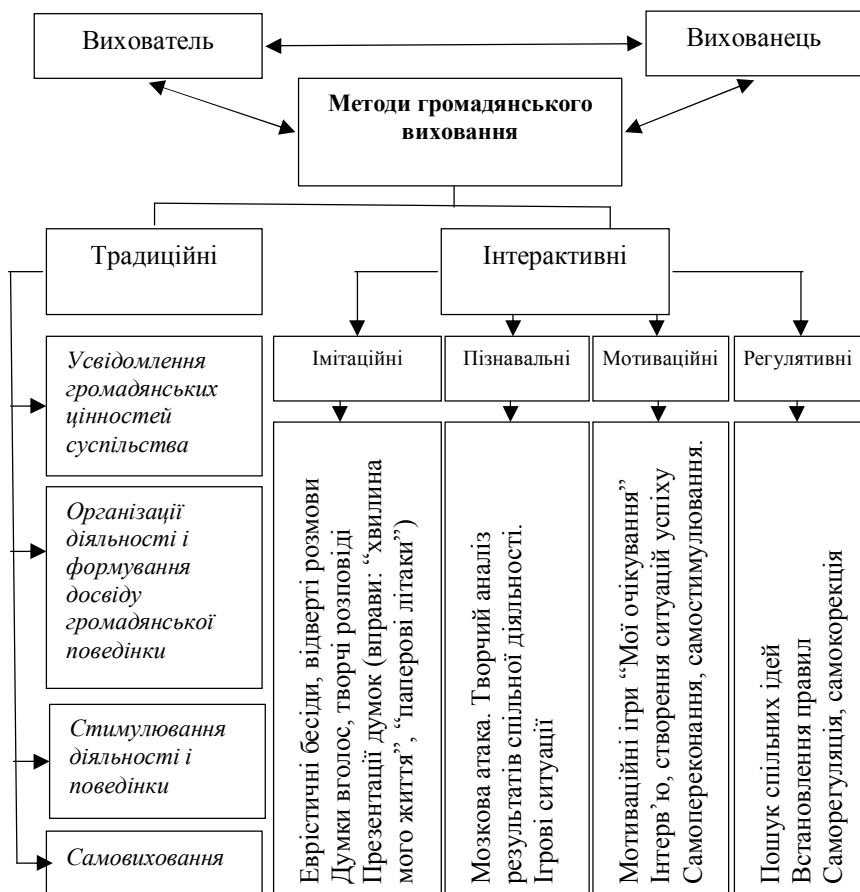 Вихователь
Вихованець
Методи громадянського
виховання
Традиційні
Інтерактивні
Усвідомлення
громадянських
цінностей
суспільства
Організації
діяльності і
формування
досвіду
громадянської
поведінки
Стимулювання
діяльності і
поведінки
Самовиховання
Імітаційні
Пізнавальні
Мотиваційні
Регулятивні
Еврістичні бесіди, відверті розмови
Думки вголос, творчі розповіді
Презентації думок (вправи: “хвилина
мого життя”, “паперові літаки”)
Мозкова атака. Творчий аналіз
результатів спільної діяльності.
Ігрові ситуації
Мотиваційні ігри “Мої очікування”
Інтерв’ю, створення ситуацій успіху
Самопереконання, самостимулювання.
Пошук спільних ідей
Встановлення правил
Саморегуляція, самокорекція